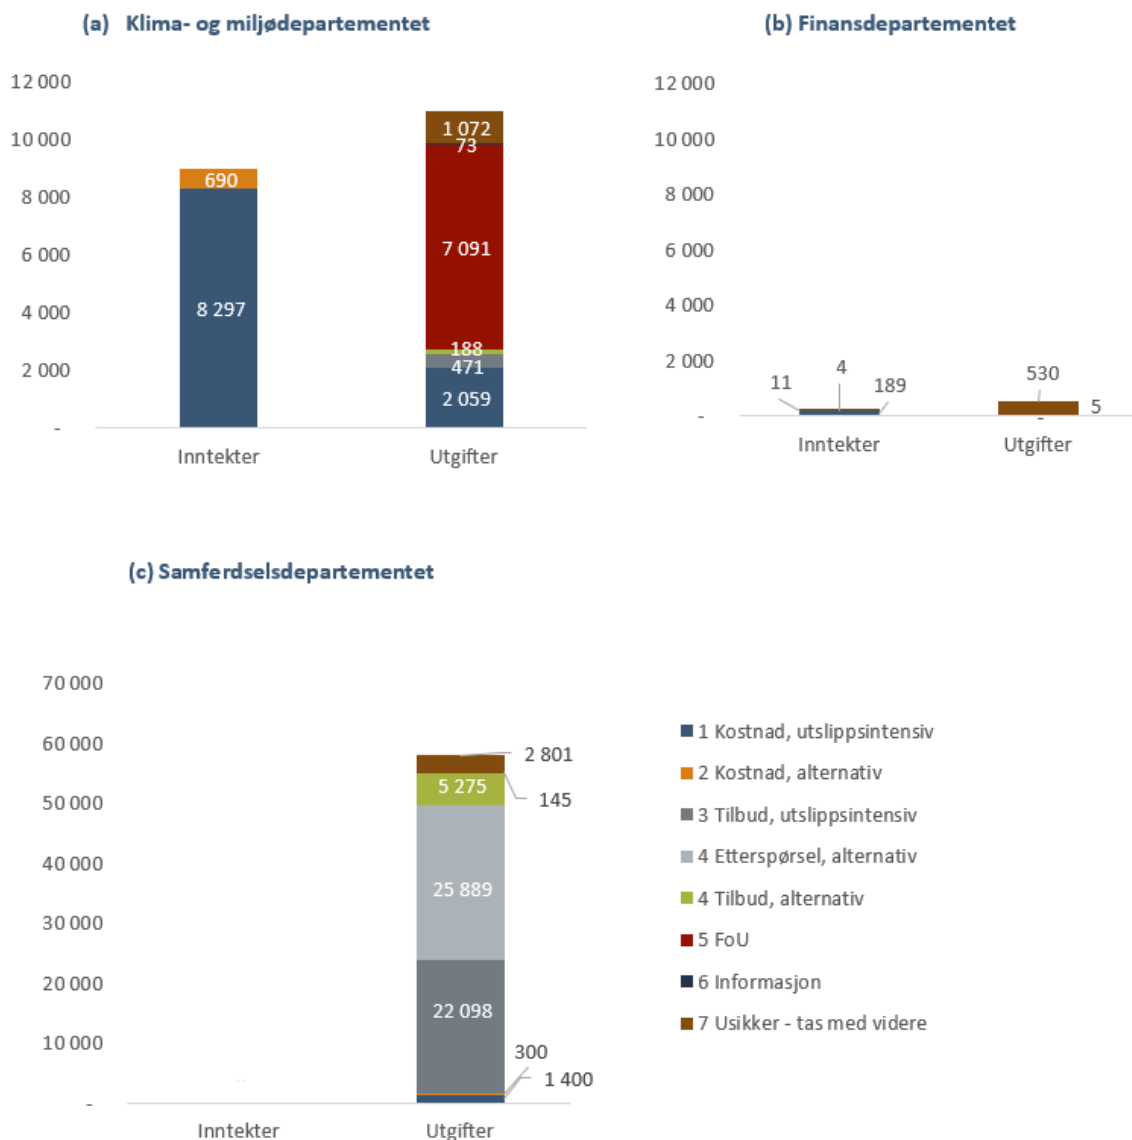 (a) Klima- og miljødepartementet
12 000
10 000
8 000
6 000
4 000
2 000
-
690
8 297
1 072
73
7 091
188
471
2 059
Inntekter
Utgifter
(b) Finansdepartementet
12 000
10 000
8 000
6 000
4 000
2 000
-
11
4
189
530
5
-
Inntekter
Utgifter
(c) Samferdselsdepartementet
70 000
60 000
50 000
40 000
30 000
20 000
10 000
-
2 801
5 275
145
25 889
22 098
300
1 400
Inntekter
Utgifter
1 Kostnad, utslippsintensiv
2 Kostnad, alternativ
3 Tilbud, utslippsintensiv
4 Etterspørsel, alternativ
4 Tilbud, alternativ
5 FoU
6 Informasjon
7 Usikker - tas med videre